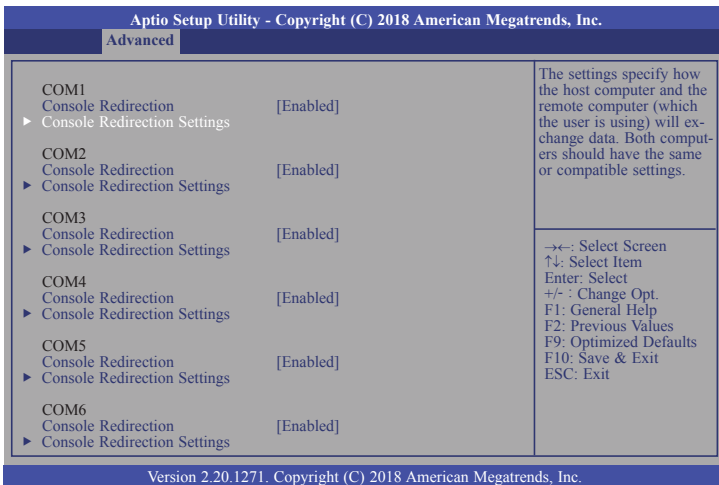 Aptio Setup Utility - Copyright (C) 2018 American Megatrends, Inc.
Advanced
COM1
Console Redirection [Enabled]
▶ Console Redirection Settings
COM2
Console Redirection [Enabled]
▶ Console Redirection Settings
COM3
Console Redirection [Enabled]
▶ Console Redirection Settings
COM4
Console Redirection [Enabled]
▶ Console Redirection Settings
COM5
Console Redirection [Enabled]
▶ Console Redirection Settings
COM6
Console Redirection [Enabled]
▶ Console Redirection Settings
The settings specify how
the host computer and the
remote computer (which
the user is using) will ex-
change data. Both comput-
ers should have the same
or compatible settings.
→←: Select Screen
↑↓: Select Item
Enter: Select
+/- : Change Opt.
F1: General Help
F2: Previous Values
F9: Optimized Defaults
F10: Save & Exit
ESC: Exit
Version 2.20.1271. Copyright (C) 2018 American Megatrends, Inc.